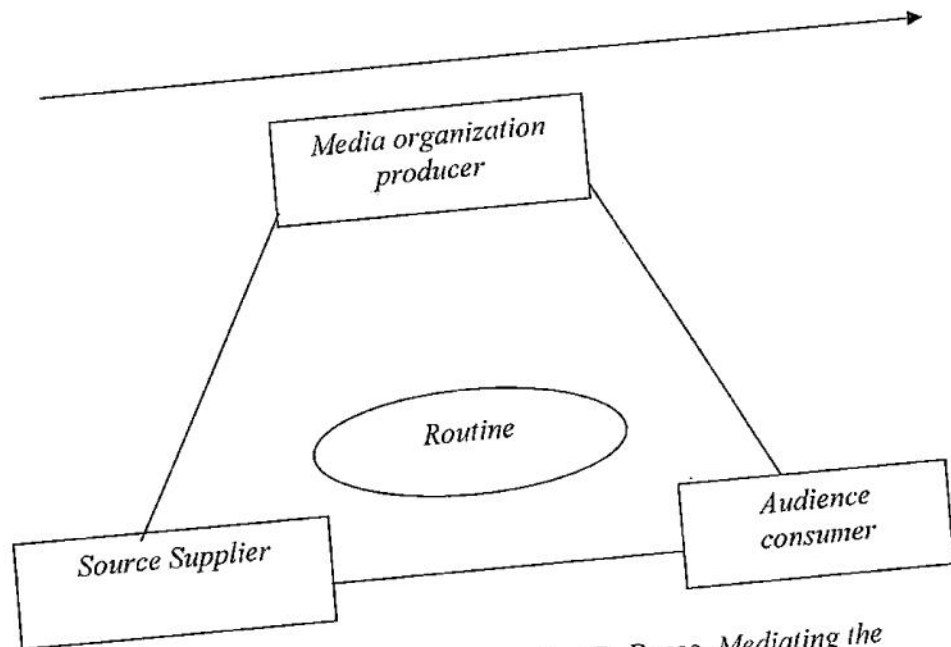 Media organization
producer
Routine
Audience
consumer
Source Supplier
Mediating the